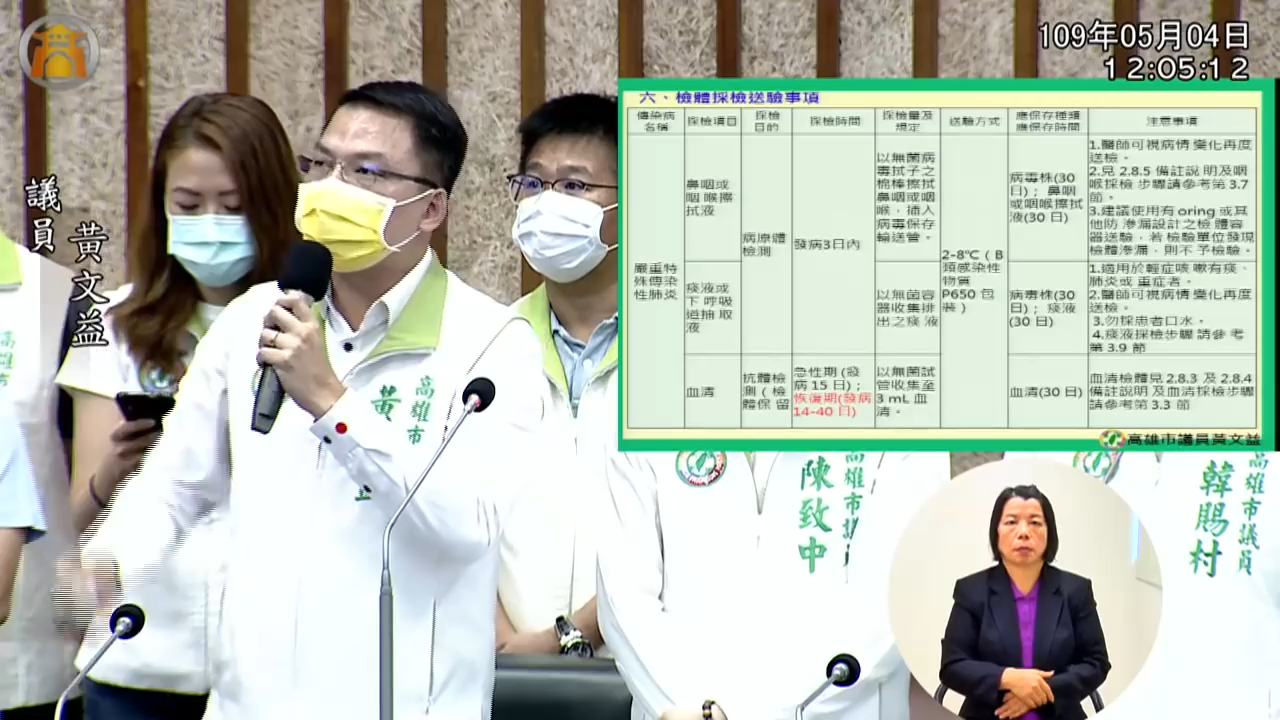 109年05月04日
12:05:12
議員 黃文益
六、檢體採檢送驗事項
傳染病名稱
採檢項目
採檢目的
採檢時間
採檢量及規定
送驗方式
應保存種類
應保存時間
注意事項
嚴重特殊傳染性肺炎
鼻咽或咽 喉擦拭液
病原體檢測
發病3日內
以無菌病毒拭子之棉棒擦拭鼻咽或咽喉，插入病毒保存輸送管。
2-8℃（B類感染性物質P650 包裝）
病毒株(30日)； 鼻咽或咽喉擦拭液(30 日)
1.醫師可視病情 變化再度送檢。
2.見 2.8.5 備註說 明及咽喉採檢 步驟請參考第 3.7節。
3.建議使用有 oring 或其他防 滲漏設計之檢 體容器送驗，若 檢驗單位發現檢體滲漏，則不 予檢驗。
痰液或下 呼吸道抽 取液
以無菌容器收集排出之痰 液
病毒株(30日)； 痰液(30 日)
1.適用於輕症咳 嗽有痰、肺炎或 重症者。
2.醫師可視病情 變化再度送檢。
3.勿採患者口水。
4.痰液採檢步驟 請參 考第 3.9 節
血清
抗體檢測（ 檢體保 留
急性期 (發病 15 日)；恢復期(發病14-40 日)
以無菌試管收集至3 mL 血清。
血清(30 日)
血清檢體見 2.8.3 及 2.8.4備註說明 及血清採檢步驟請參考第 3.3 節
高雄市議員黃文益
高雄市
黃
高雄市
高雄市議員
陳致中
高雄市議員
韓賜村